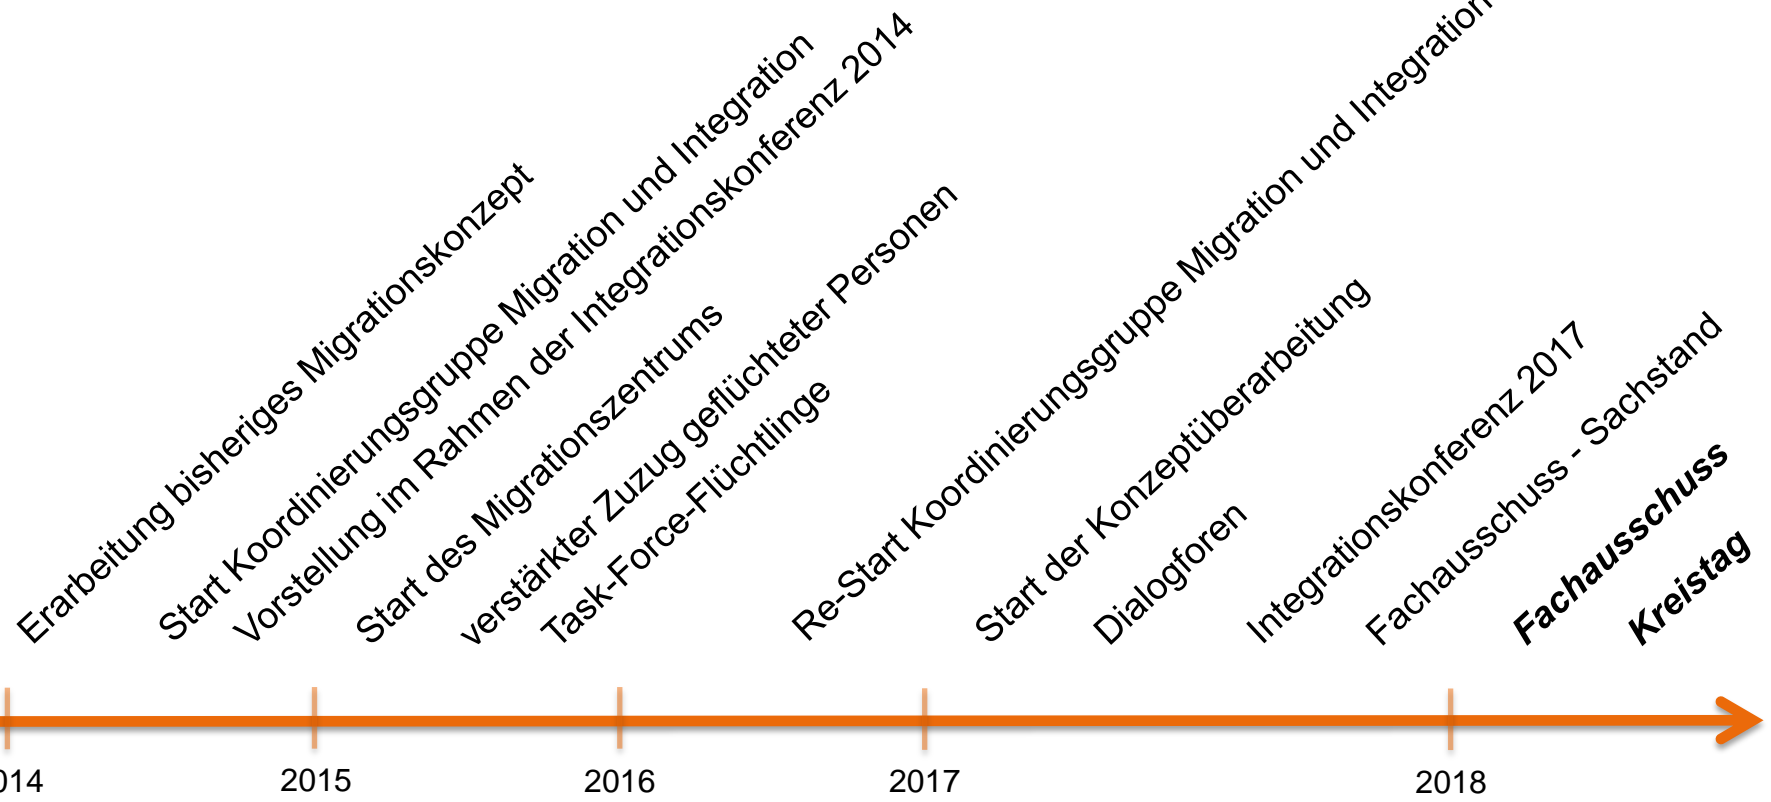 Erarbeitung bisheriges Migrationskonzept
Start Koordinierungsgruppe Migration und Integration
Vorstellung im Rahmen der Integrationskonferenz 2014
Start des Migrationszentrums
verstärkter Zuzug geflüchteter Personen
Task-Force-Flüchtlinge
Re-Start Koordinierungsgruppe Migration und Integration
Start der Konzeptüberarbeitung
Dialogforen
Integrationskonferenz 2017
Fachausschuss - Sachstand
Fachausschuss
Kreistag
014
2015
2016
2017
2018